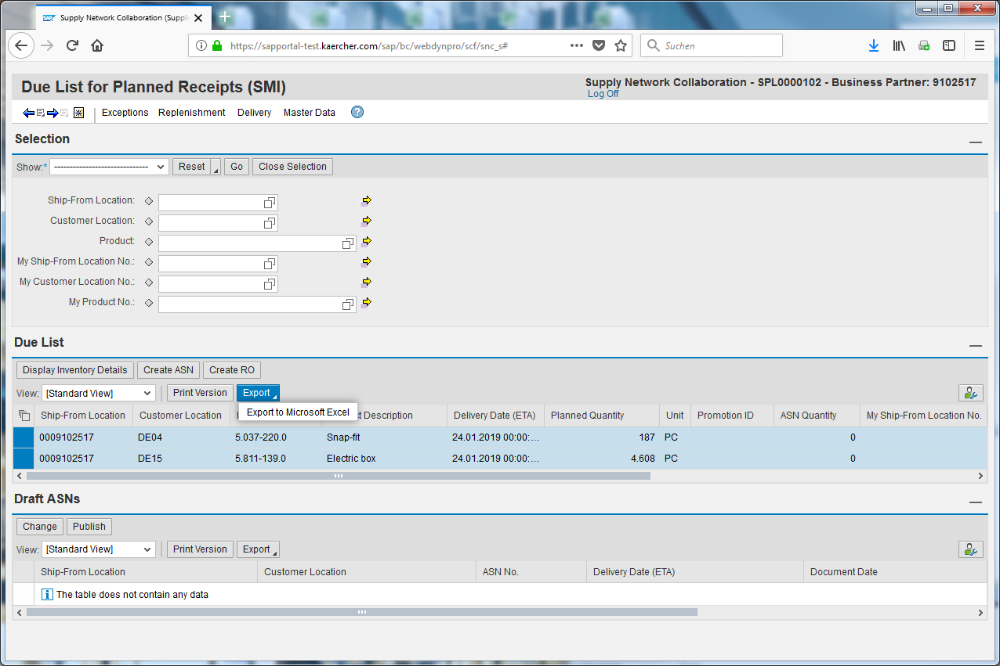 SAP Supply Network Collaboration (Suppl
https://sapportal-test.kaercher.com/sap/bc/webdynpro/scf/snc_s#
Suchen
Due List for Planned Receipts (SMI)
Supply Network Collaboration - SPL0000102 - Business Partner: 9102517
Log Off
Exceptions Replenishment Delivery Master Data ?
Selection
Show:* ------------------------------ Reset Go Close Selection
Ship-From Location:
Customer Location:
Product:
My Ship-From Location No.:
My Customer Location No.:
My Product No.:
Due List
Display Inventory Details Create ASN Create RO
View: [Standard View] Print Version Export
Export to Microsoft Excel
Ship-From Location Customer Location Description Delivery Date (ETA) Planned Quantity Unit Promotion ID ASN Quantity My Ship-From Location No.
0009102517 DE04 5.037-220.0 Snap-fit 24.01.2019 00:00:... 187 PC 0
0009102517 DE15 5.811-139.0 Electric box 24.01.2019 00:00:... 4.608 PC 0
Draft ASNs
Change Publish
View: [Standard View] Print Version Export
Ship-From Location Customer Location ASN No. Delivery Date (ETA) Document Date
The table does not contain any data